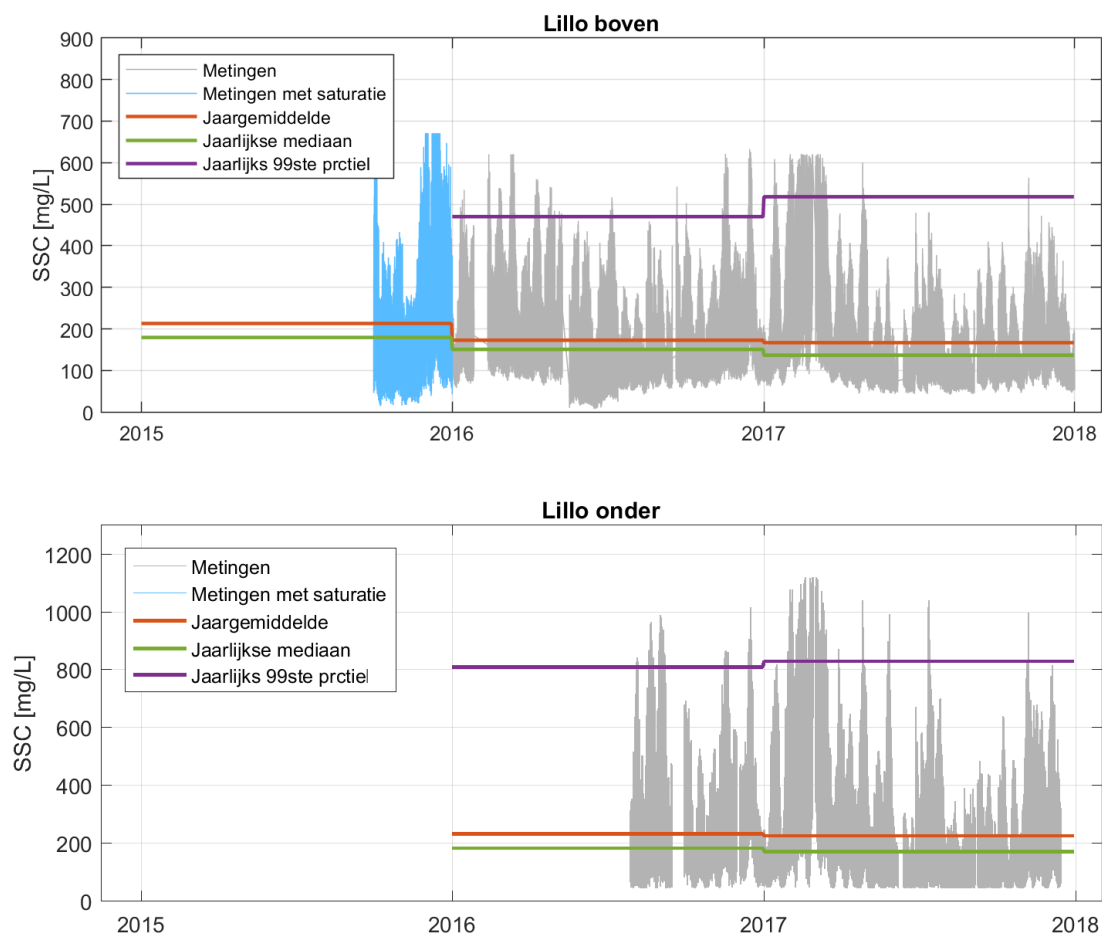 Lillo boven
900
800
700
600
500
400
300
200
100
0
SSC [mg/L]
Metingen
Metingen met saturatie
Jaargemiddelde
Jaarlijkse mediaan
Jaarlijks 99ste prctiel
2015 2016 2017 2018
Lillo onder
1200
1000
800
600
400
200
0
SSC [mg/L]
Metingen
Metingen met saturatie
Jaargemiddelde
Jaarlijkse mediaan
Jaarlijks 99ste prctiel
2015 2016 2017 2018